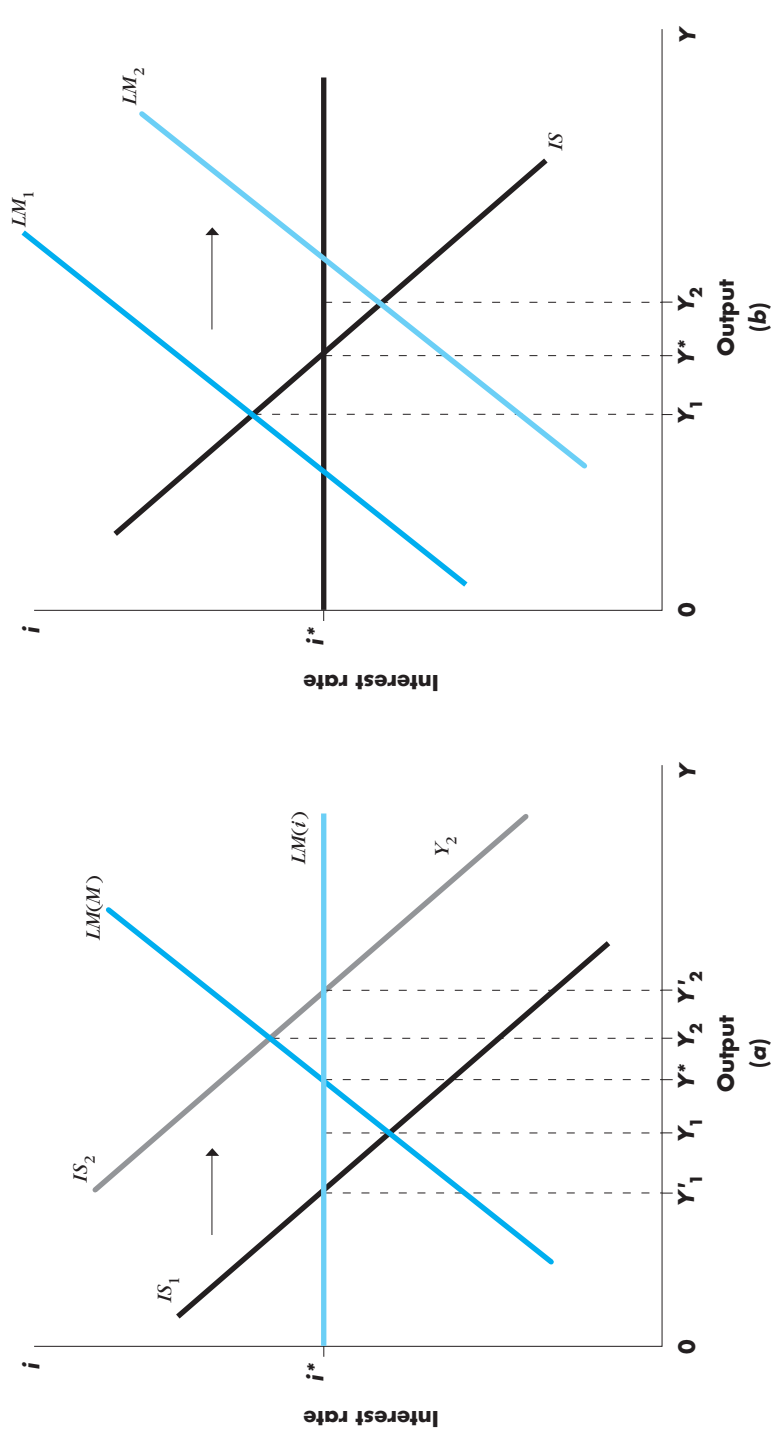 i
LM(M)
IS₂
IS₁
LM(i)
i*
Y₂
Interest rate
0
Y′₁
Y₁
Y*
Y₂
Y′₂
Y
Output
(a)
i
LM₁
LM₂
i*
IS
Interest rate
0
Y₁
Y*
Y₂
Y
Output
(b)